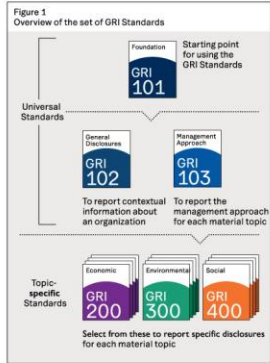 Figure 1
Overview of the set of GRI Standards
Foundation
GRI
101
Starting point
for using the
GRI Standards
Universal
Standards
General
Disclosures
GRI
102
Management
Approach
GRI
103
To report contextual
information about
an organization
To report the
management approach
for each material topic
Topic-
specific
Standards
Economic
GRI
200
Environmental
GRI
300
Social
GRI
400
Select from these to report specific disclosures
for each material topic